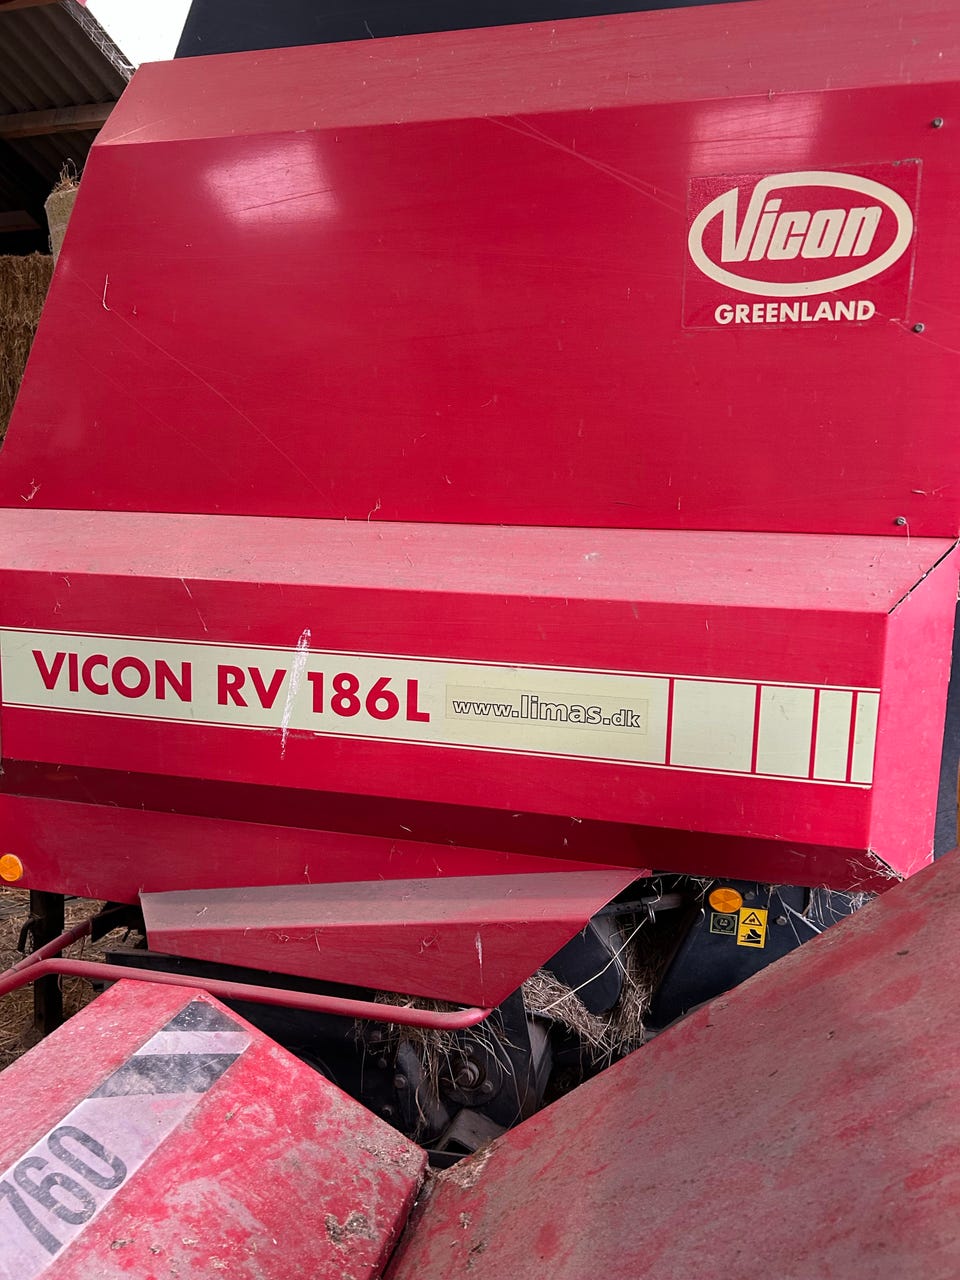 Vicon
GREENLAND
VICON RV 186L www.limas.dk
760